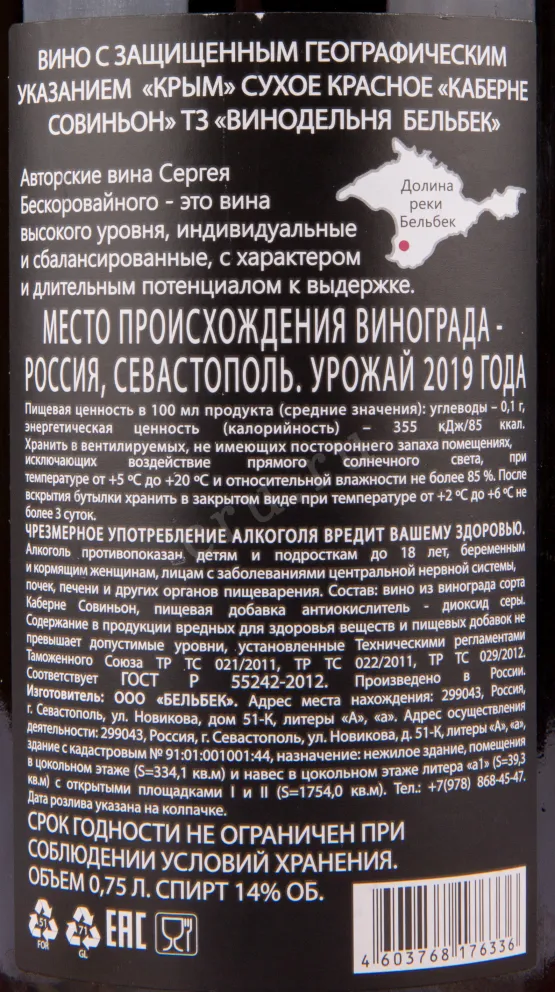 ВИНО С ЗАЩИЩЕННЫМ ГЕОГРАФИЧЕСКИМ
УКАЗАНИЕМ «КРЫМ» СУХОЕ КРАСНОЕ «КАБЕРНЕ
СОВИНЬОН» ТЗ «ВИНОДЕЛЬНЯ БЕЛЬБЕК»
Авторские вина Сергея
Бескоровайного - это вина
высокого уровня, индивидуальные
и сбалансированные, с характером
и длительным потенциалом к выдержке.
Долина
реки
Бельбек
МЕСТО ПРОИСХОЖДЕНИЯ ВИНОГРАДА -
РОССИЯ, СЕВАСТОПОЛЬ. УРОЖАЙ 2019 ГОДА
Пищевая ценность в 100 мл продукта (средние значения): углеводы – 0,1 г,
энергетическая ценность (калорийность) – 355 кДж/85 ккал.
Хранить в вентилируемых, не имеющих постороннего запаха помещениях,
исключающих воздействие прямого солнечного света, при
температуре от +5 ºС до +20 ºС и относительной влажности не более 85 %. После
вскрытия бутылки хранить в закрытом виде при температуре от +2 ºС до +6 ºС не
более 3 суток.
ЧРЕЗМЕРНОЕ УПОТРЕБЛЕНИЕ АЛКОГОЛЯ ВРЕДИТ ВАШЕМУ ЗДОРОВЬЮ.
Алкоголь противопоказан детям и подросткам до 18 лет, беременным
и кормящим женщинам, лицам с заболеваниями центральной нервной системы,
почек, печени и других органов пищеварения. Состав: вино из винограда сорта
Каберне Совиньон, пищевая добавка антиокислитель - диоксид серы.
Содержание в продукции вредных для здоровья веществ и пищевых добавок не
превышает допустимые уровни, установленные Техническими регламентами
Таможенного Союза ТР ТС 021/2011, ТР ТС 022/2011, ТР ТС 029/2012.
Соответствует ГОСТ Р 55242-2012. Произведено в России.
Изготовитель: ООО «БЕЛЬБЕК». Адрес места нахождения: 299043, Россия,
г. Севастополь, ул. Новикова, дом 51-К, литеры «А», «а». Адрес осуществления
деятельности: 299043, Россия, г. Севастополь, ул. Новикова, д. 51-К, литеры «А», «а»,
здание с кадастровым № 91:01:001001:44, назначение: нежилое здание, помещения
в цокольном этаже (S=334,1 кв.м) и навес в цокольном этаже литера «а1» (S=39,3
кв.м) с открытыми площадками I и II (S=1754,0 кв.м). Тел.: +7(978) 868-45-47.
Дата розлива указана на колпачке.
СРОК ГОДНОСТИ НЕ ОГРАНИЧЕН ПРИ
СОБЛЮДЕНИИ УСЛОВИЙ ХРАНЕНИЯ.
ОБЪЕМ 0,75 Л. СПИРТ 14% ОБ.
51
FOR
71
GL
EAC
4 603768 176336